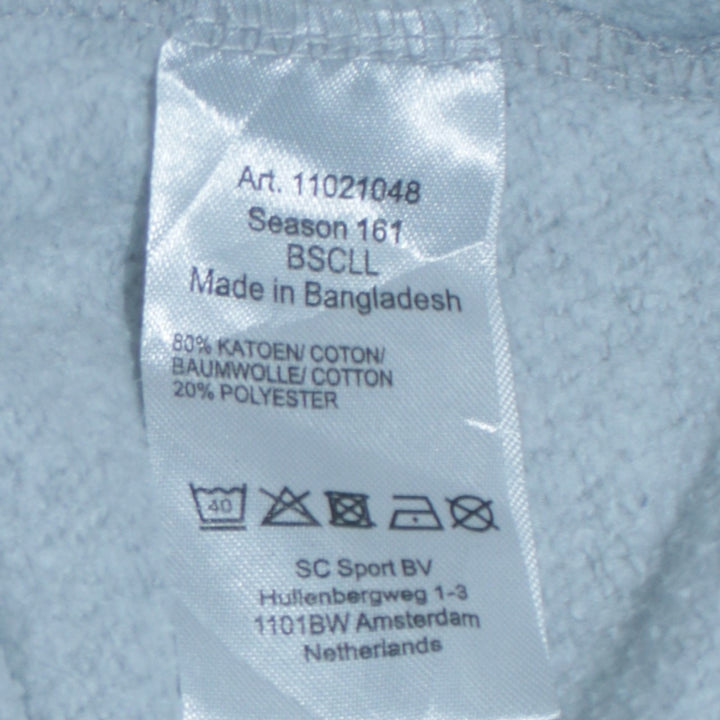 Art. 11021048
Season 161
BSCLL
Made in Bangladesh
80% KATOEN/ COTON/
BAUMWOLLE/ COTTON
20% POLYESTER
40
SC Sport BV
Hullenbergweg 1-3
1101BW Amsterdam
Netherlands